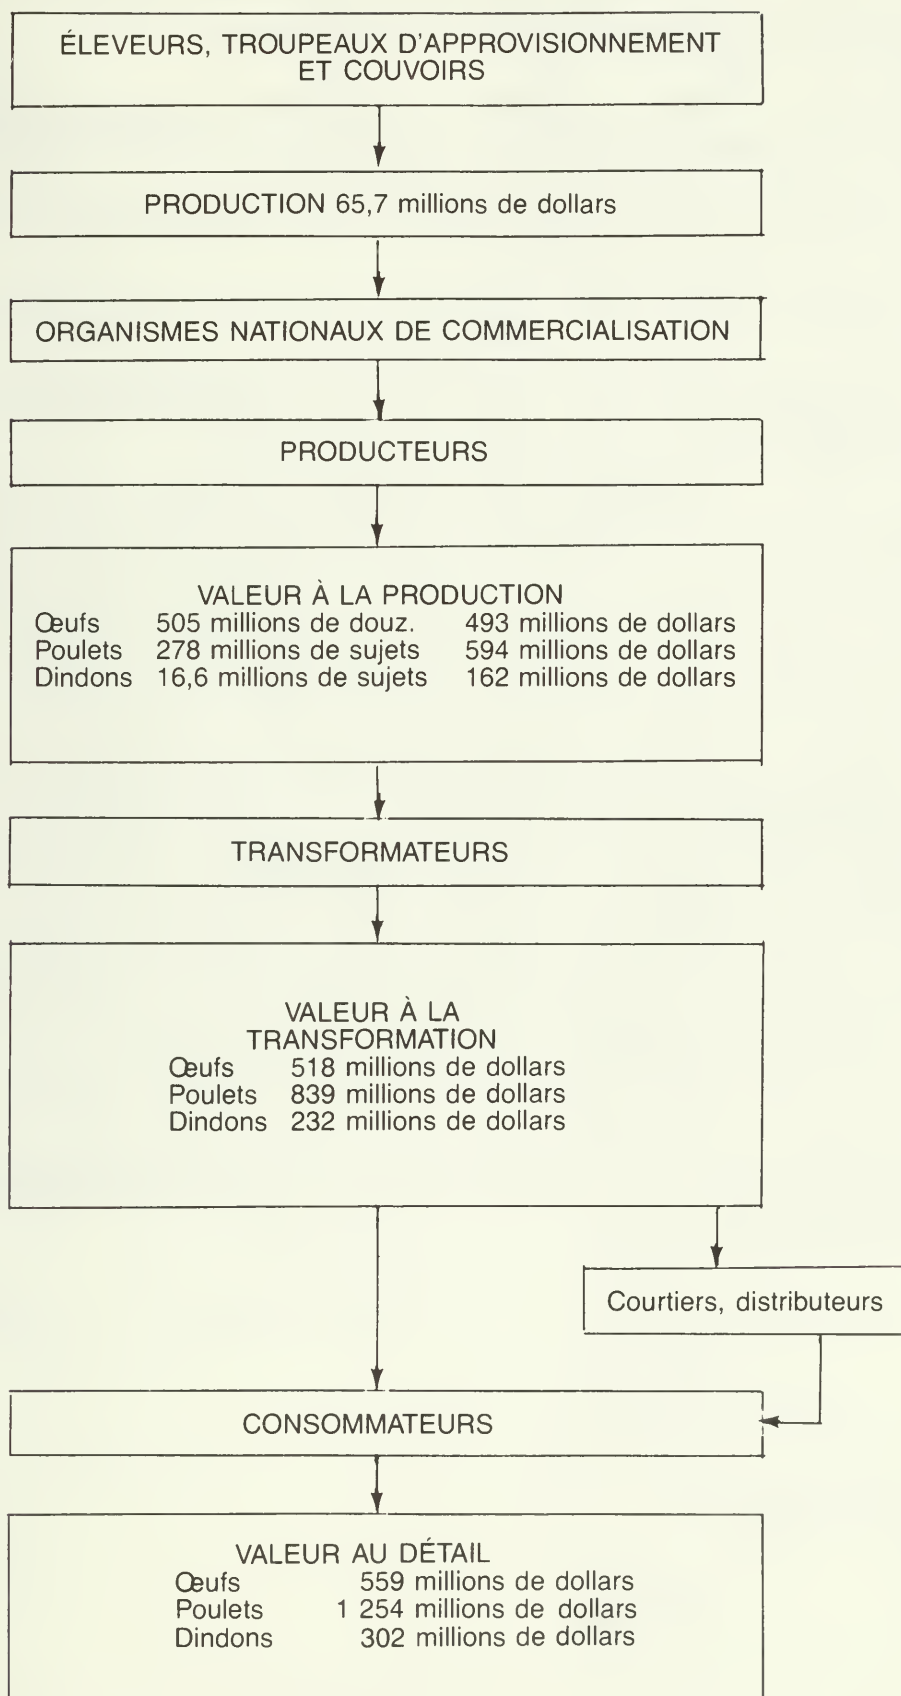 ÉLEVEURS, TROUPEAUX D'APPROVISIONNEMENT
ET COUVOIRS
PRODUCTION 65,7 millions de dollars
ORGANISMES NATIONAUX DE COMMERCIALISATION
PRODUCTEURS
VALEUR À LA PRODUCTION
Œufs 505 millions de douz. 493 millions de dollars
Poulets 278 millions de sujets 594 millions de dollars
Dindons 16,6 millions de sujets 162 millions de dollars
TRANSFORMATEURS
VALEUR À LA
TRANSFORMATION
Œufs 518 millions de dollars
Poulets 839 millions de dollars
Dindons 232 millions de dollars
Courtiers, distributeurs
CONSOMMATEURS
VALEUR AU DÉTAIL
Œufs 559 millions de dollars
Poulets 1 254 millions de dollars
Dindons 302 millions de dollars